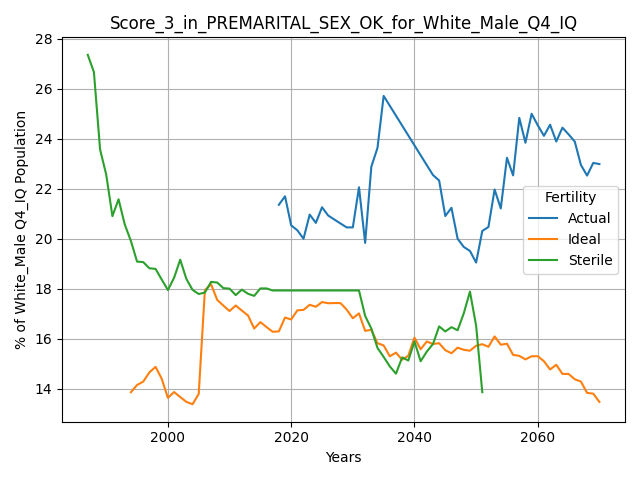 Score_3_in_PREMARITAL_SEX_OK_for_White_Male_Q4_IQ
28
26
24
22
20
18
16
14
% of White_Male Q4_IQ Population
Fertility
Actual
Ideal
Sterile
2000
2020
2040
2060
Years